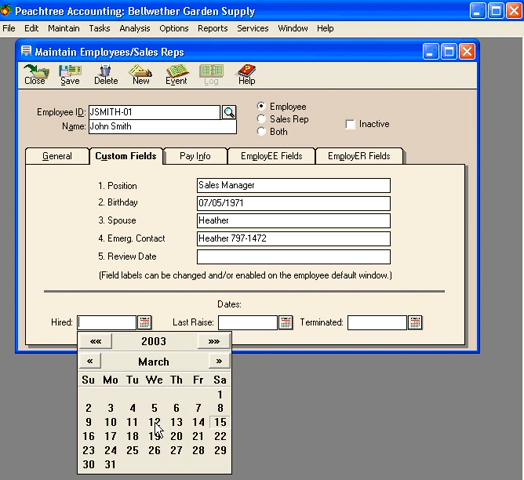 Peachtree Accounting: Bellwether Garden Supply
File Edit Maintain Tasks Analysis Options Reports Services Window Help
Maintain Employees/Sales Reps
Close Save Delete New Event Log Help
Employee ID: JSMITH-01
Name: John Smith
Employee
Sales Rep
Both
Inactive
General Custom Fields Pay Info EmployEE Fields EmployER Fields
1. Position Sales Manager
2. Birthday 07/05/1971
3. Spouse Heather
4. Emerg. Contact Heather 797-1472
5. Review Date
(Field labels can be changed and/or enabled on the employee default window.)
Dates:
Hired: Last Raise: Terminated:
«« 2003 »»
« March »
Su Mo Tu We Th Fr Sa
1
2 3 4 5 6 7 8
9 10 11 12 13 14 15
16 17 18 19 20 21 22
23 24 25 26 27 28 29
30 31